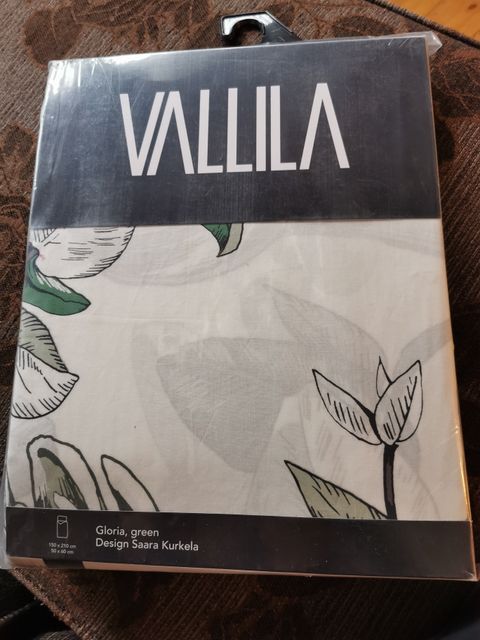 VALLILA
150 x 210 cm
50 x 60 cm
Gloria, green
Design Saara Kurkela